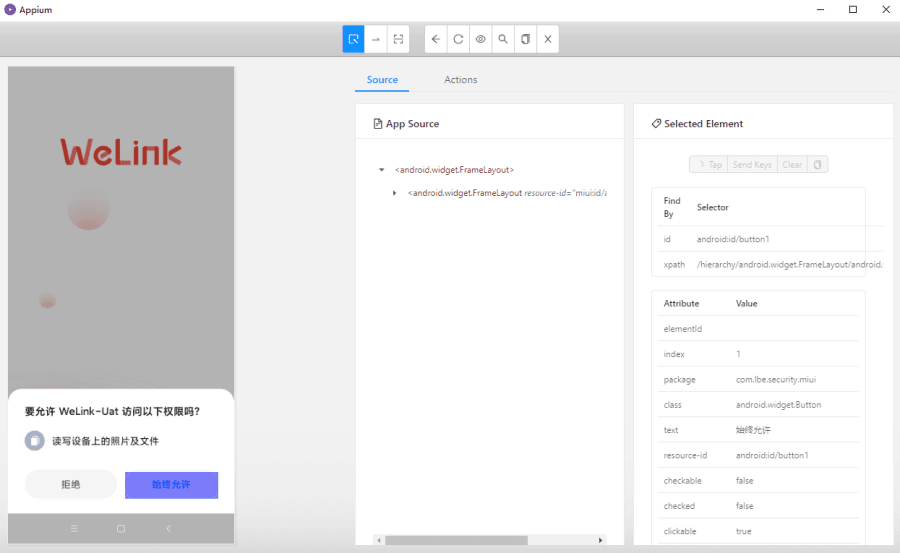 Appium
Source
Actions
WeLink
App Source
<android.widget.FrameLayout>
<android.widget.FrameLayout resource-id="miui:id/a
Selected Element
Tap Send Keys Clear
Find By Selector
id android:id/button1
xpath /hierarchy/android.widget.FrameLayout/android.
Attribute Value
elementId
index 1
package com.lbe.security.miui
class android.widget.Button
text 始终允许
resource-id android:id/button1
checkable false
checked false
clickable true
要允许 WeLink-Uat 访问以下权限吗?
读写设备上的照片及文件
拒绝
始终允许